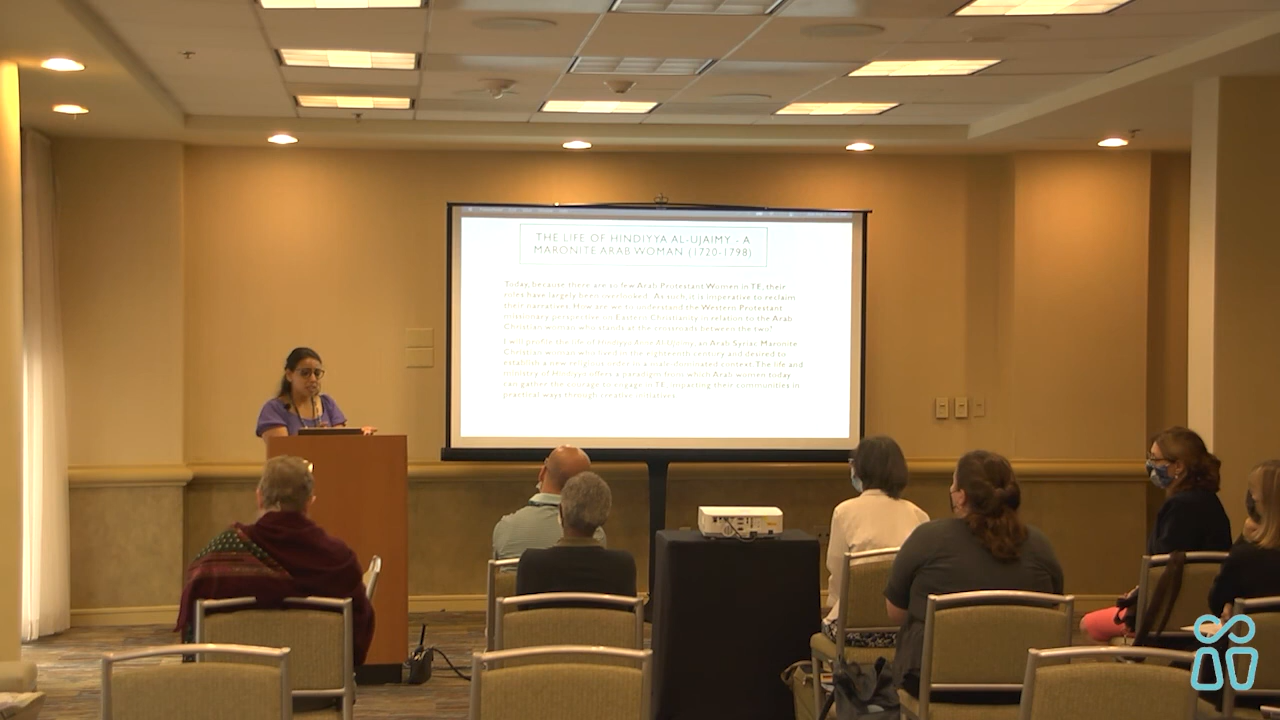 THE LIFE OF HINDIYYA AL-UJAIMY - A
MARONITE ARAB WOMAN (1720-1798)
Today, because there are so few Arab Protestant Women in TE, their
roles have largely been overlooked. As such, it is imperative to reclaim
their narratives. How are we to understand the Western Protestant
missionary perspective on Eastern Christianity in relation to the Arab
Christian woman who stands at the crossroads between the two?
I will profile the life of Hindiyya Al-Ujaimy, an Arab Syriac Maronite
Christian woman who lived in the eighteenth century and desired to
establish a new religious order in a male dominated context. The life and
ministry of Hindiyya offers a paradigm from which Arab women today
can gather the courage to engage in TE, impacting their communities in
practical ways through creative initiatives.